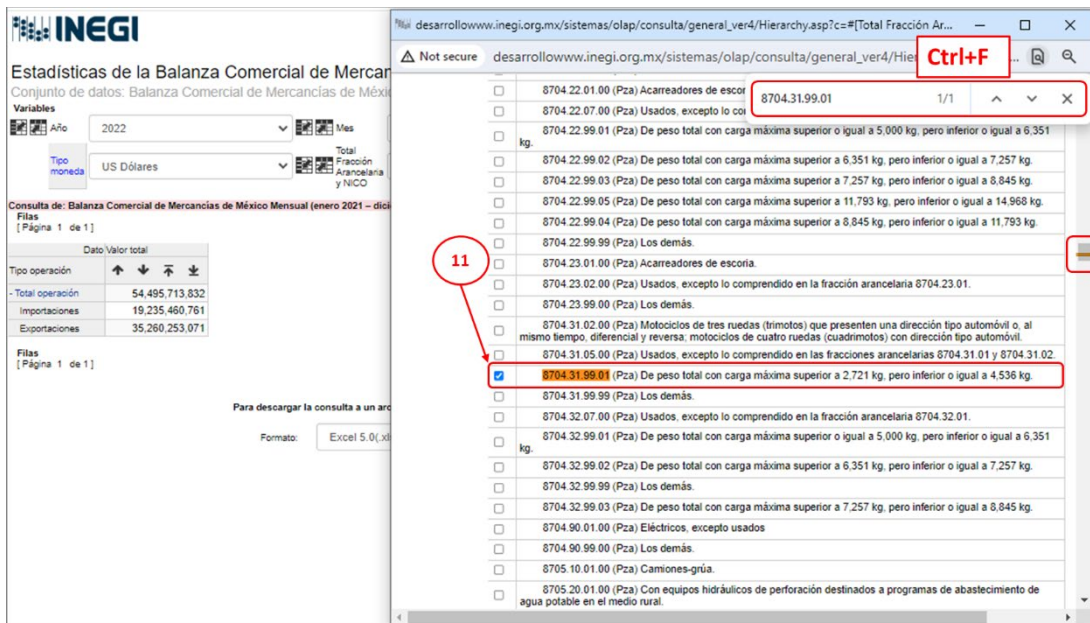 INEGI
Estadísticas de la Balanza Comercial de Mercan
Conjunto de datos: Balanza Comercial de Mercancías de Méxi
Variables
Año
2022
Mes
Tipo
moneda
US Dólares
Total
Fracción
Arancelaria
y NICO
Consulta de: Balanza Comercial de Mercancías de México Mensual (enero 2021 – dici
Filas
[ Página 1 de 1 ]
Dato Valor total
Tipo operación
- Total operación 54,495,713,832
Importaciones 19,235,460,761
Exportaciones 35,260,253,071
Filas
[ Página 1 de 1 ]
Para descargar la consulta a un arc
Formato:
Excel 5.0(.xls
desarrollowww.inegi.org.mx/sistemas/olap/consulta/general_ver4/Hierarchy.asp?c=#[Total Fracción Ar...
Not secure
desarrollowww.inegi.org.mx/sistemas/olap/consulta/general_ver4/Hie
...
Ctrl+F
8704.31.99.01
1/1
8704.22.01.00 (Pza) Acarreadores de escor
8704.22.07.00 (Pza) Usados, excepto lo co
8704.22.99.01 (Pza) De peso total con carga máxima superior o igual a 5,000 kg, pero inferior o igual a 6,351
kg.
8704.22.99.02 (Pza) De peso total con carga máxima superior a 6,351 kg, pero inferior o igual a 7,257 kg.
8704.22.99.03 (Pza) De peso total con carga máxima superior a 7,257 kg, pero inferior o igual a 8,845 kg.
8704.22.99.05 (Pza) De peso total con carga máxima superior a 11,793 kg, pero inferior o igual a 14,968 kg.
8704.22.99.04 (Pza) De peso total con carga máxima superior a 8,845 kg, pero inferior o igual a 11,793 kg.
8704.22.99.99 (Pza) Los demás.
8704.23.01.00 (Pza) Acarreadores de escoria.
8704.23.02.00 (Pza) Usados, excepto lo comprendido en la fracción arancelaria 8704.23.01.
8704.23.99.00 (Pza) Los demás.
8704.31.02.00 (Pza) Motociclos de tres ruedas (trimotos) que presenten una dirección tipo automóvil o, al
mismo tiempo, diferencial y reversa; motociclos de cuatro ruedas (cuadrimotos) con dirección tipo automóvil.
8704.31.05.00 (Pza) Usados, excepto lo comprendido en las fracciones arancelarias 8704.31.01 y 8704.31.02.
11
8704.31.99.01 (Pza) De peso total con carga máxima superior a 2,721 kg, pero inferior o igual a 4,536 kg.
8704.31.99.99 (Pza) Los demás.
8704.32.07.00 (Pza) Usados, excepto lo comprendido en la fracción arancelaria 8704.32.01.
8704.32.99.01 (Pza) De peso total con carga máxima superior o igual a 5,000 kg, pero inferior o igual a 6,351
kg.
8704.32.99.02 (Pza) De peso total con carga máxima superior a 6,351 kg, pero inferior o igual a 7,257 kg.
8704.32.99.99 (Pza) Los demás.
8704.32.99.03 (Pza) De peso total con carga máxima superior a 7,257 kg, pero inferior o igual a 8,845 kg.
8704.90.01.00 (Pza) Eléctricos, excepto usados
8704.90.99.00 (Pza) Los demás.
8705.10.01.00 (Pza) Camiones-grúa.
8705.20.01.00 (Pza) Con equipos hidráulicos de perforación destinados a programas de abastecimiento de
agua potable en el medio rural.